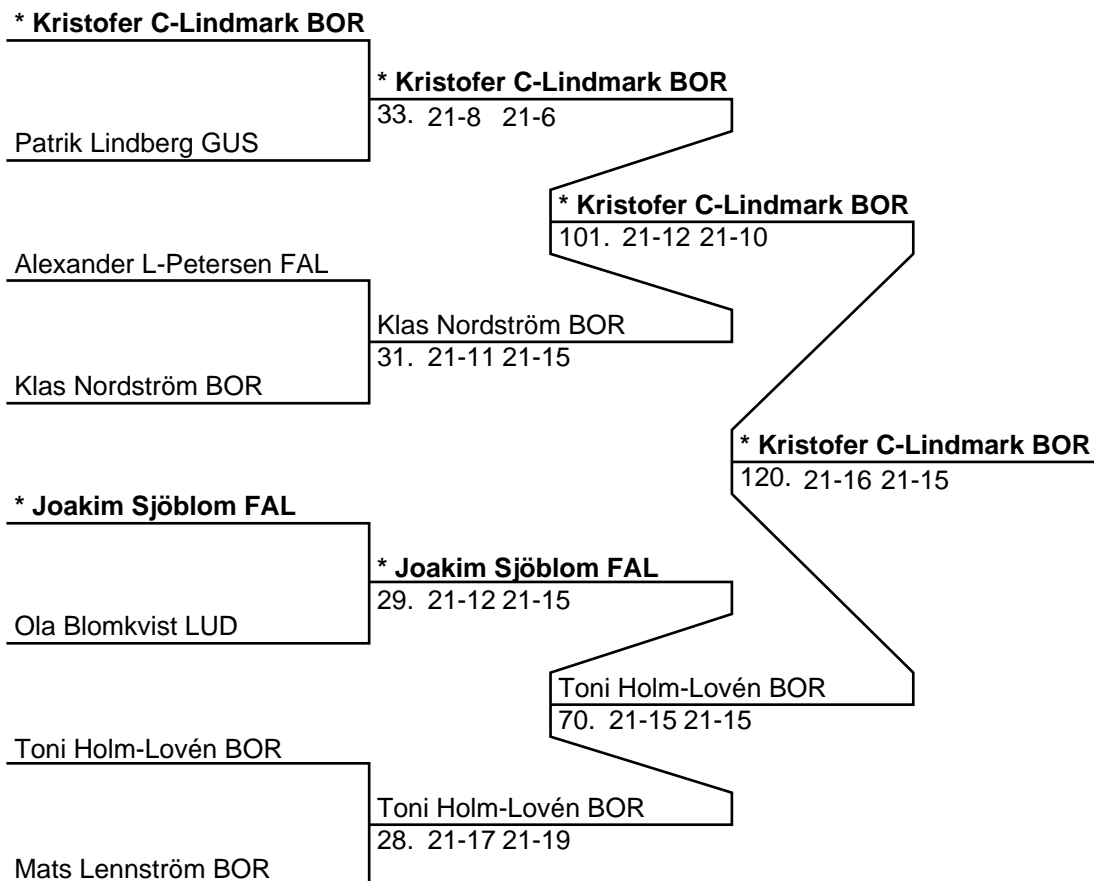 * Kristofer C-Lindmark BOR
* Kristofer C-Lindmark BOR
33. 21-8 21-6
Patrik Lindberg GUS
* Kristofer C-Lindmark BOR
101. 21-12 21-10
Alexander L-Petersen FAL
Klas Nordström BOR
31. 21-11 21-15
Klas Nordström BOR
* Kristofer C-Lindmark BOR
120. 21-16 21-15
* Joakim Sjöblom FAL
* Joakim Sjöblom FAL
29. 21-12 21-15
Ola Blomkvist LUD
Toni Holm-Lovén BOR
70. 21-15 21-15
Toni Holm-Lovén BOR
Toni Holm-Lovén BOR
28. 21-17 21-19
Mats Lennström BOR